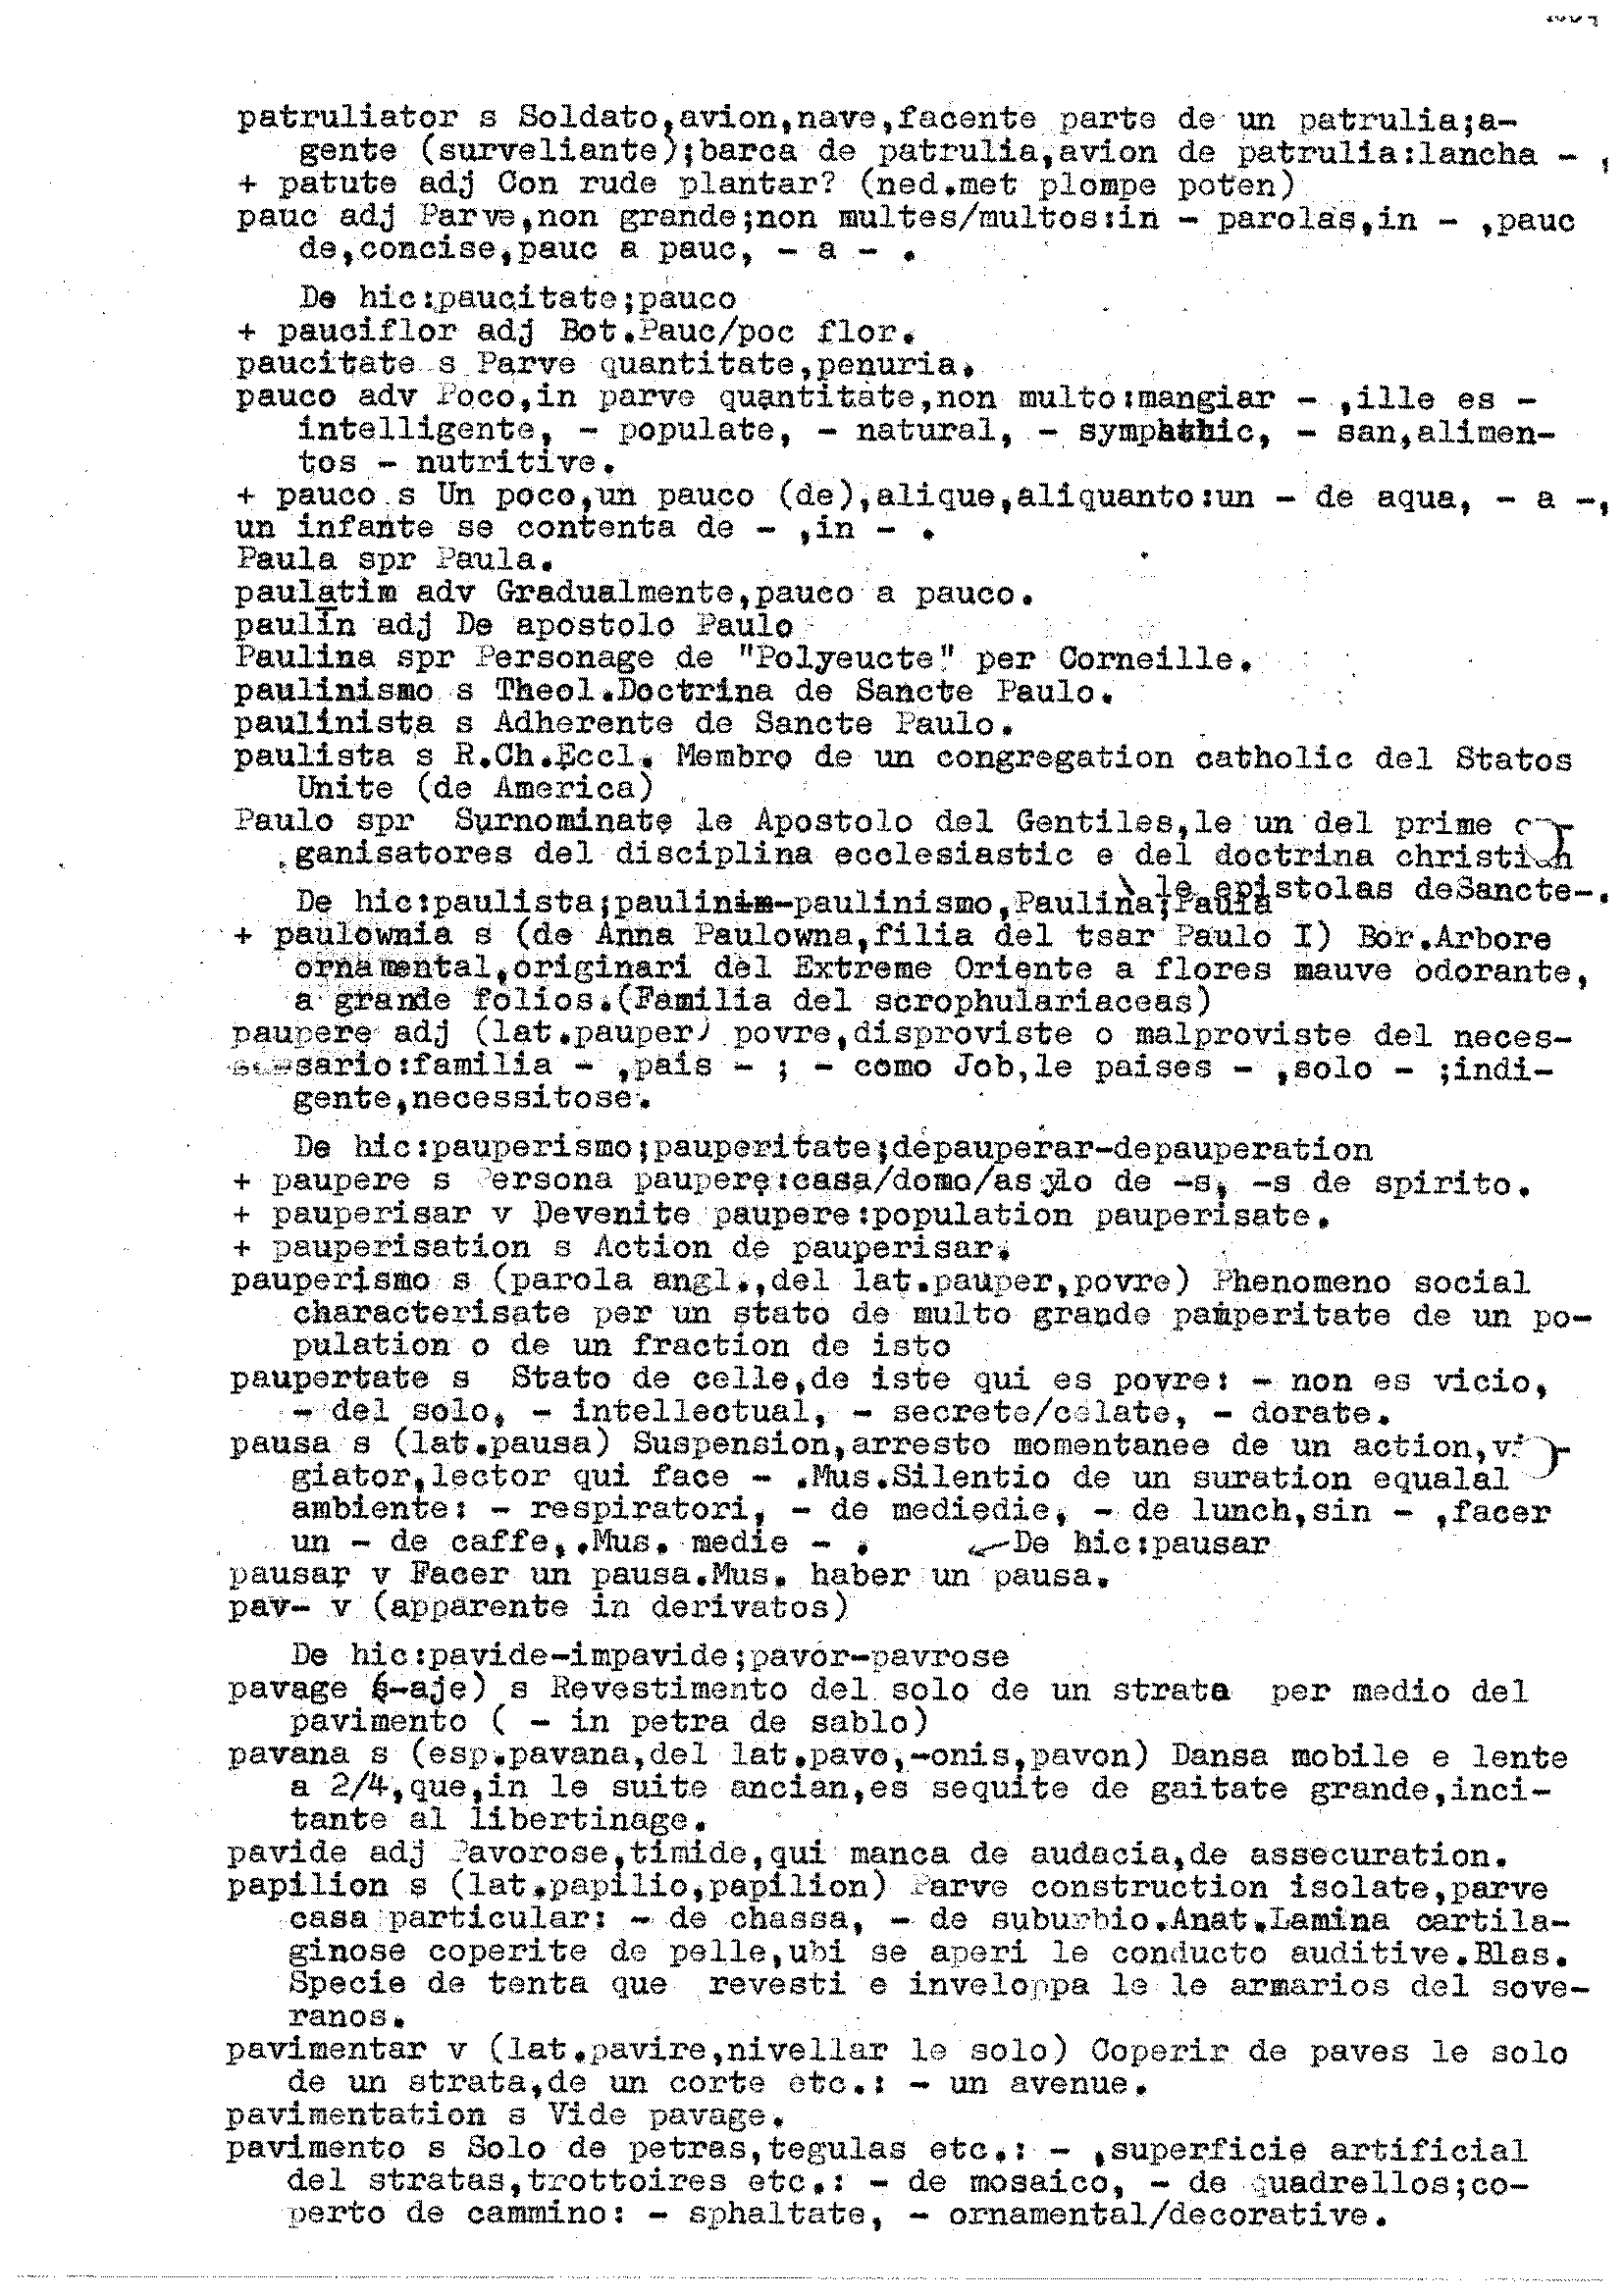 patruliator s Soldato,avion,nave,facente parte de un patrulia;a-
gente (surveliante);barca de patrulia,avion de patrulia:lancha - ,
+ patute adj Con rude plantar? (ned.met plompe poten)
pauc adj Parve,non grande;non multes/multos:in - parolas,in - ,pauc
de,concise,pauc a pauc, - a - .
De hic:paucitate;pauco
+ pauciflor adj Bot.Pauc/poc flor.
paucitate s Parve quantitate,penuria.
pauco adv Poco,in parve quantitate,non multo:mangiar - ,ille es -
intelligente, - populate, - natural, - sympathic, - san,alimen-
tos - nutritive.
+ pauco s Un poco,un pauco (de),alique,aliquanto:un - de aqua, - a -,
un infante se contenta de - ,in - .
Paula spr Paula.
paulatim adv Gradualmente,pauco a pauco.
paulin adj De apostolo Paulo
Paulina spr Personage de "Polyeucte" per Corneille.
paulinismo s Theol.Doctrina de Sancte Paulo.
paulinista s Adherente de Sancte Paulo.
paulista s R.Ch.Eccl. Membro de un congregation catholic del Statos
Unite (de America)
Paulo spr Surnominate le Apostolo del Gentiles,le un del prime
ganisatores del disciplina ecclesiastic e del doctrina
le epistolas deSancte-.
De hic:paulista;paulinim-paulinismo,Paulina;Paula
+ paulownia s (de Anna Paulowna,filia del tsar Paulo I) Bor.Arbore
ornamental,originari del Extreme Oriente a flores mauve odorante,
a grande folios.(Familia del scrophulariaceas)
paupere adj (lat.pauper) povre,disproviste o malproviste del neces-
sario:familia - ,pais - ; - como Job,le paises - ,solo - ;indi-
gente,necessitose.
De hic:pauperismo;pauperitate;depauperar-depauperation
+ paupere s Persona paupere:casa/domo/asylo de -s, -s de spirito.
+ pauperisar v Devenite paupere:population pauperisate.
+ pauperisation s Action de pauperisar.
pauperismo s (parola angl.,del lat.pauper,povre) Phenomeno social
characterisate per un stato de multo grande pauperitate de un po-
pulation o de un fraction de isto
paupertate s Stato de celle,de iste qui es povre: - non es vicio,
- del solo, - intellectual, - secrete/celate, - dorate.
pausa s (lat.pausa) Suspension,arresto momentanee de un action,
giator,lector qui face - .Mus.Silentio de un suration equalal
ambiente: - respiratori, - de mediedie, - de lunch,sin - ,facer
un - de caffe,.Mus. medie - . De hic:pausar
pausar v Facer un pausa.Mus. haber un pausa.
pav- v (apparente in derivatos)
De hic:pavide-impavide;pavor-pavrose
pavage (-aje) s Revestimento del solo de un strata per medio del
pavimento ( - in petra de sablo)
pavana s (esp.pavana,del lat.pavo,-onis,pavon) Dansa mobile e lente
a 2/4,que,in le suite ancian,es sequite de gaitate grande,inci-
tante al libertinage.
pavide adj Pavorose,timide,qui manca de audacia,de assecuration.
papilion s (lat.papilio,papilion) Parve construction isolate,parve
casa particular: - de chassa, - de suburbio.Anat.Lamina cartila-
ginose coperite de pelle,ubi se aperi le conducto auditive.Blas.
Specie de tenta que revesti e inveloppa le le armarios del sove-
ranos.
pavimentar v (lat.pavire,nivellar le solo) Coperir de paves le solo
de un strata,de un corte etc.: - un avenue.
pavimentation s Vide pavage.
pavimento s Solo de petras,tegulas etc.: - ,superficie artificial
del stratas,trottoires etc.: - de mosaico, - de quadrellos;co-
perto de cammino: - sphaltate, - ornamental/decorative.